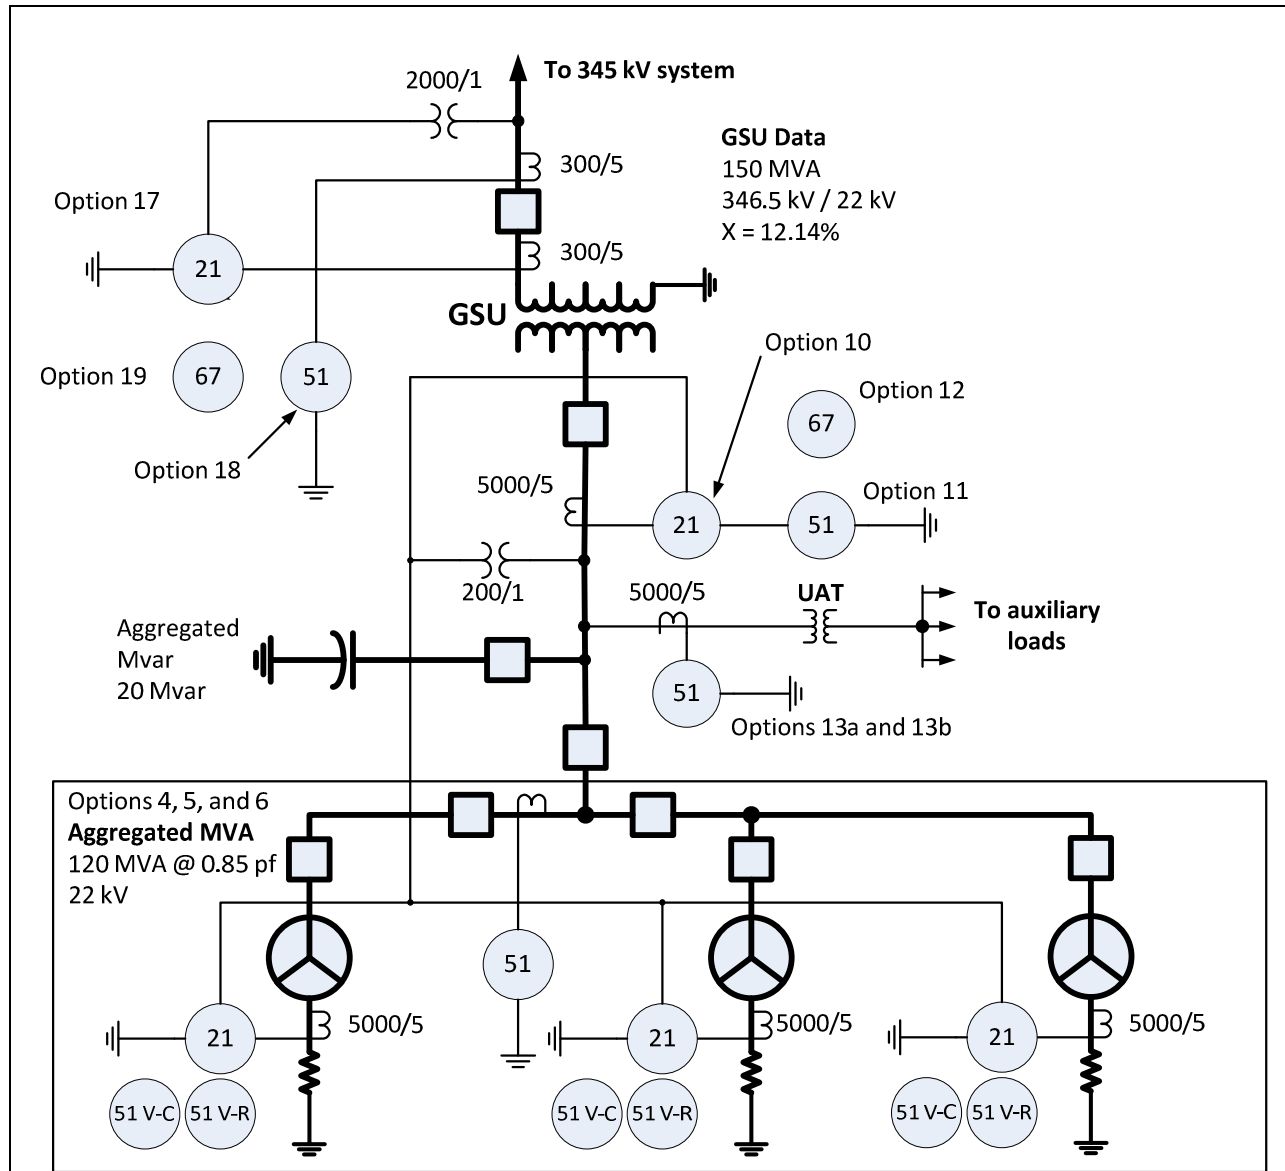 To 345 kV system
2000/1
GSU Data
150 MVA
346.5 kV / 22 kV
X = 12.14%
300/5
Option 17
300/5
21
GSU
Option 10
Option 19
67
51
Option 12
67
Option 18
5000/5
Option 11
21
51
200/1
5000/5
UAT
To auxiliary
loads
Aggregated
Mvar
20 Mvar
51
Options 13a and 13b
Options 4, 5, and 6
Aggregated MVA
120 MVA @ 0.85 pf
22 kV
51
21
5000/5
21
5000/5
21
5000/5
51 V-C
51 V-R
51 V-C
51 V-R
51 V-C
51 V-R